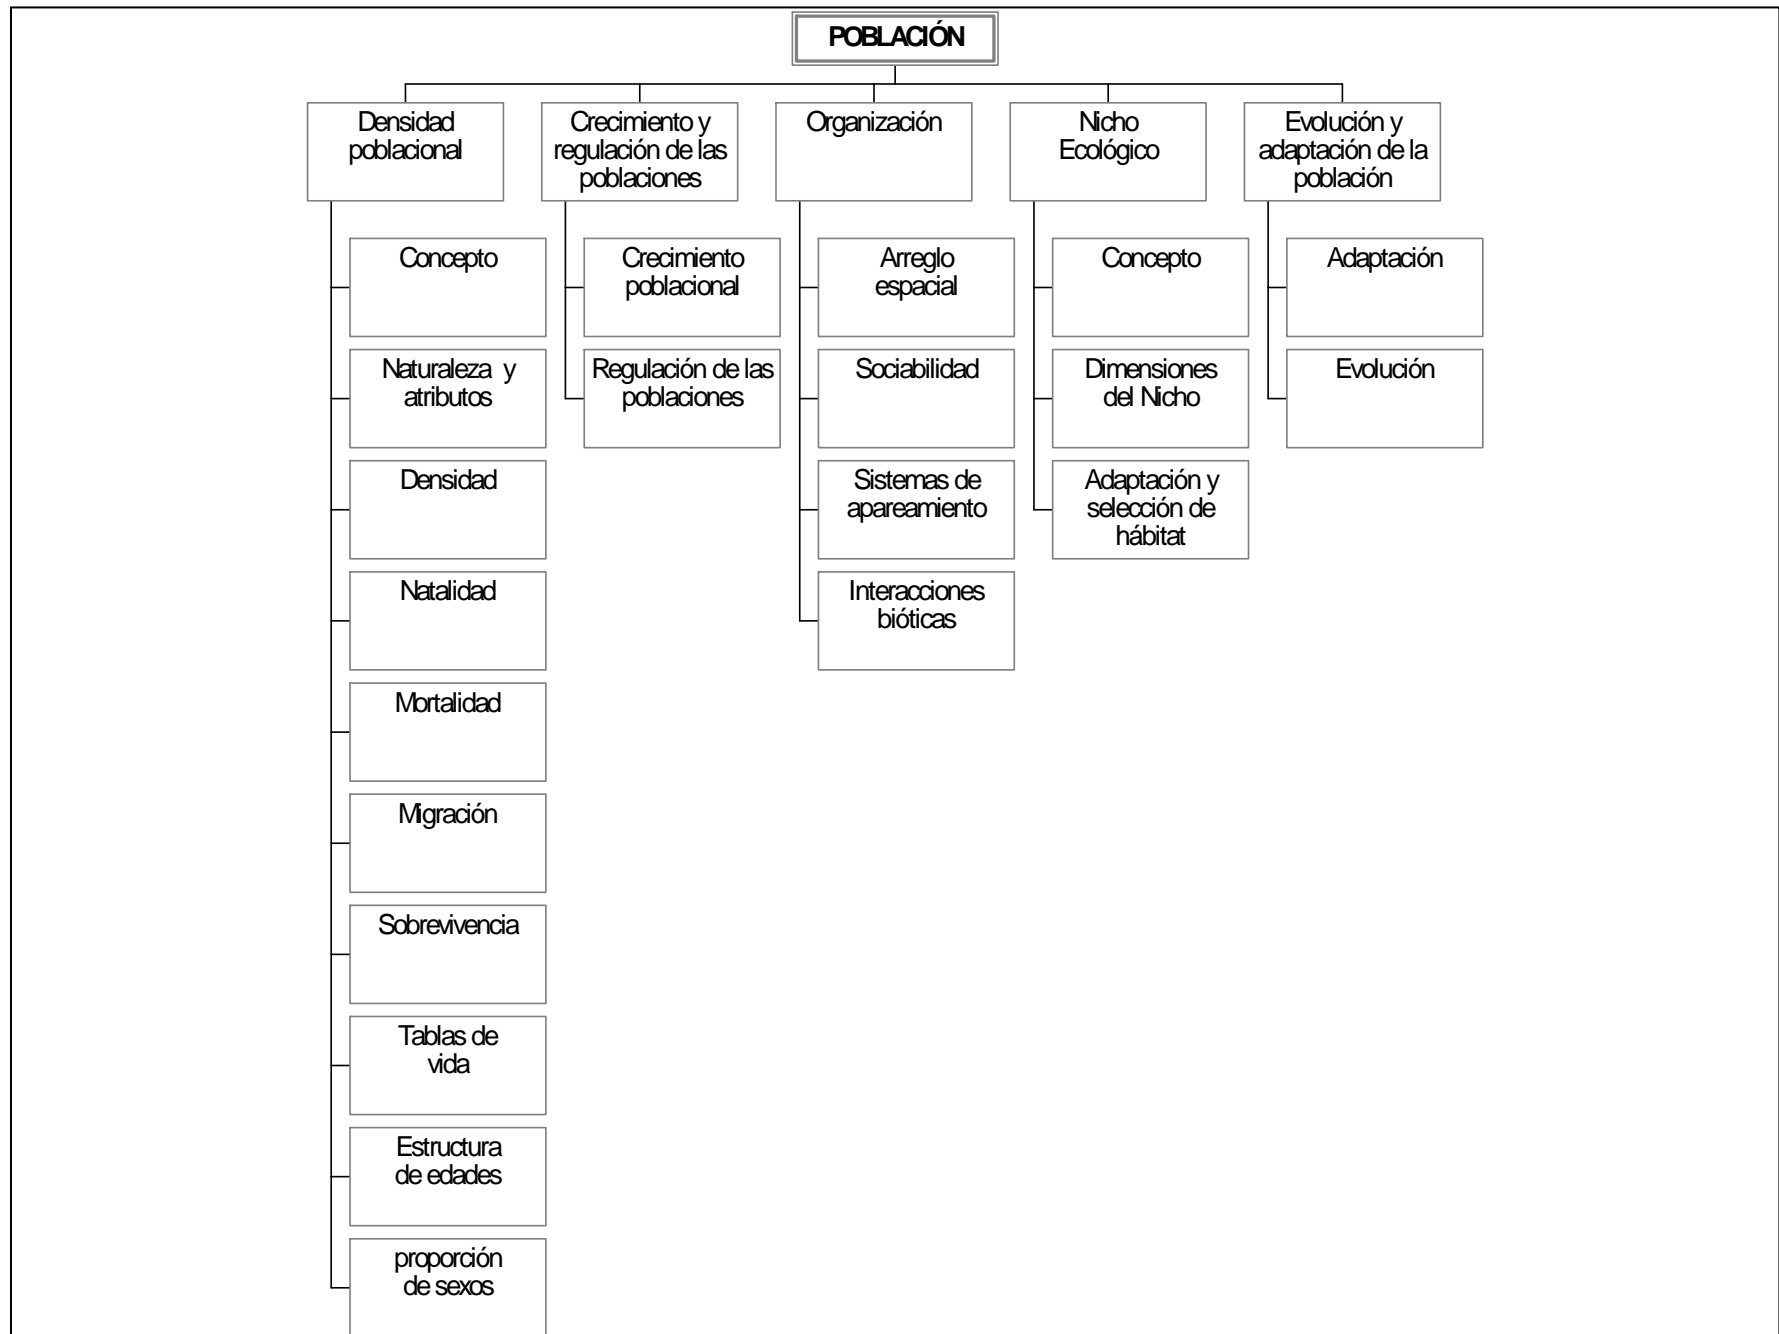 POBLACIÓN
Densidad
poblacional
Concepto
Naturaleza y
atributos
Densidad
Natalidad
Mortalidad
Migración
Sobrevivencia
Tablas de
vida
Estructura
de edades
proporción
de sexos
Crecimiento y
regulación de las
poblaciones
Crecimiento
poblacional
Regulación de las
poblaciones
Organización
Arreglo
espacial
Sociabilidad
Sistemas de
apareamiento
Interacciones
bióticas
Nicho
Ecológico
Concepto
Dimensiones
del Nicho
Adaptación y
selección de
hábitat
Evolución y
adaptación de la
población
Adaptación
Evolución